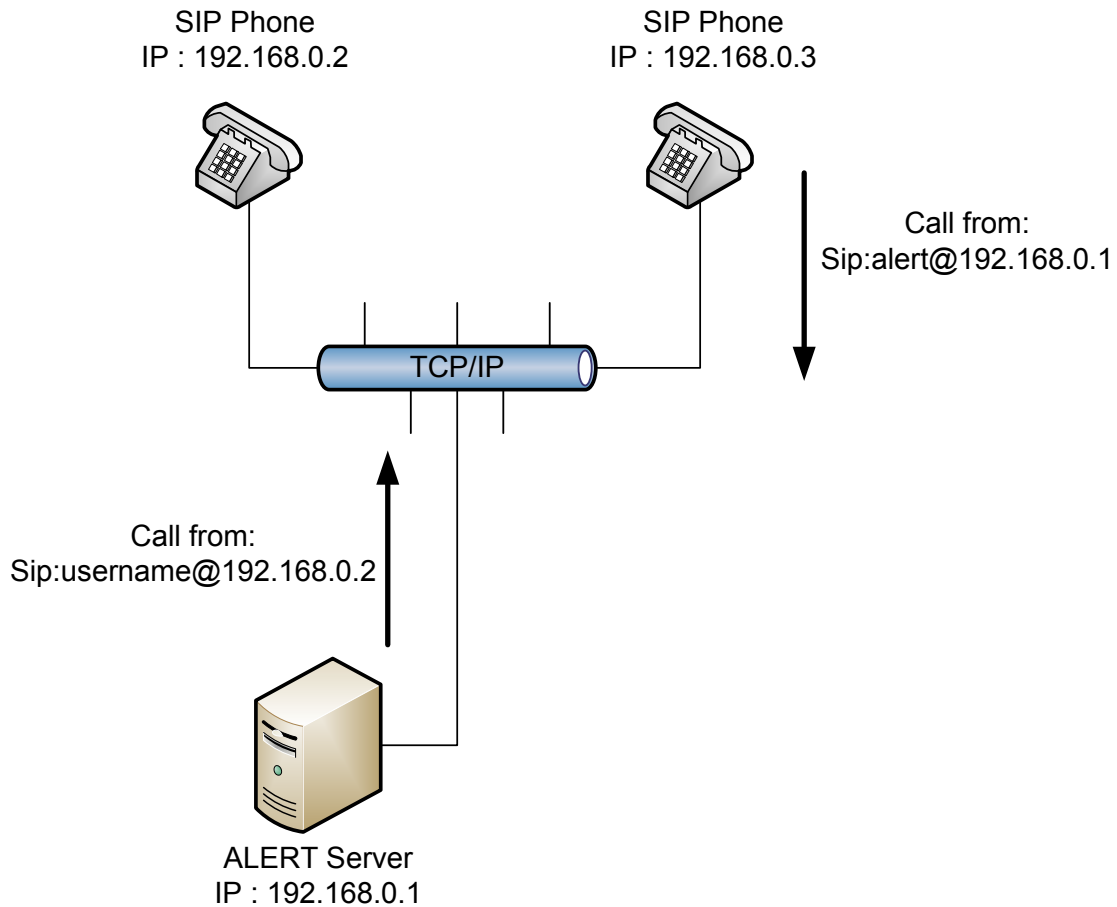 SIP Phone
IP : 192.168.0.2
SIP Phone
IP : 192.168.0.3
Call from:
Sip:alert@192.168.0.1
TCP/IP
Call from:
Sip:username@192.168.0.2
ALERT Server
IP : 192.168.0.1